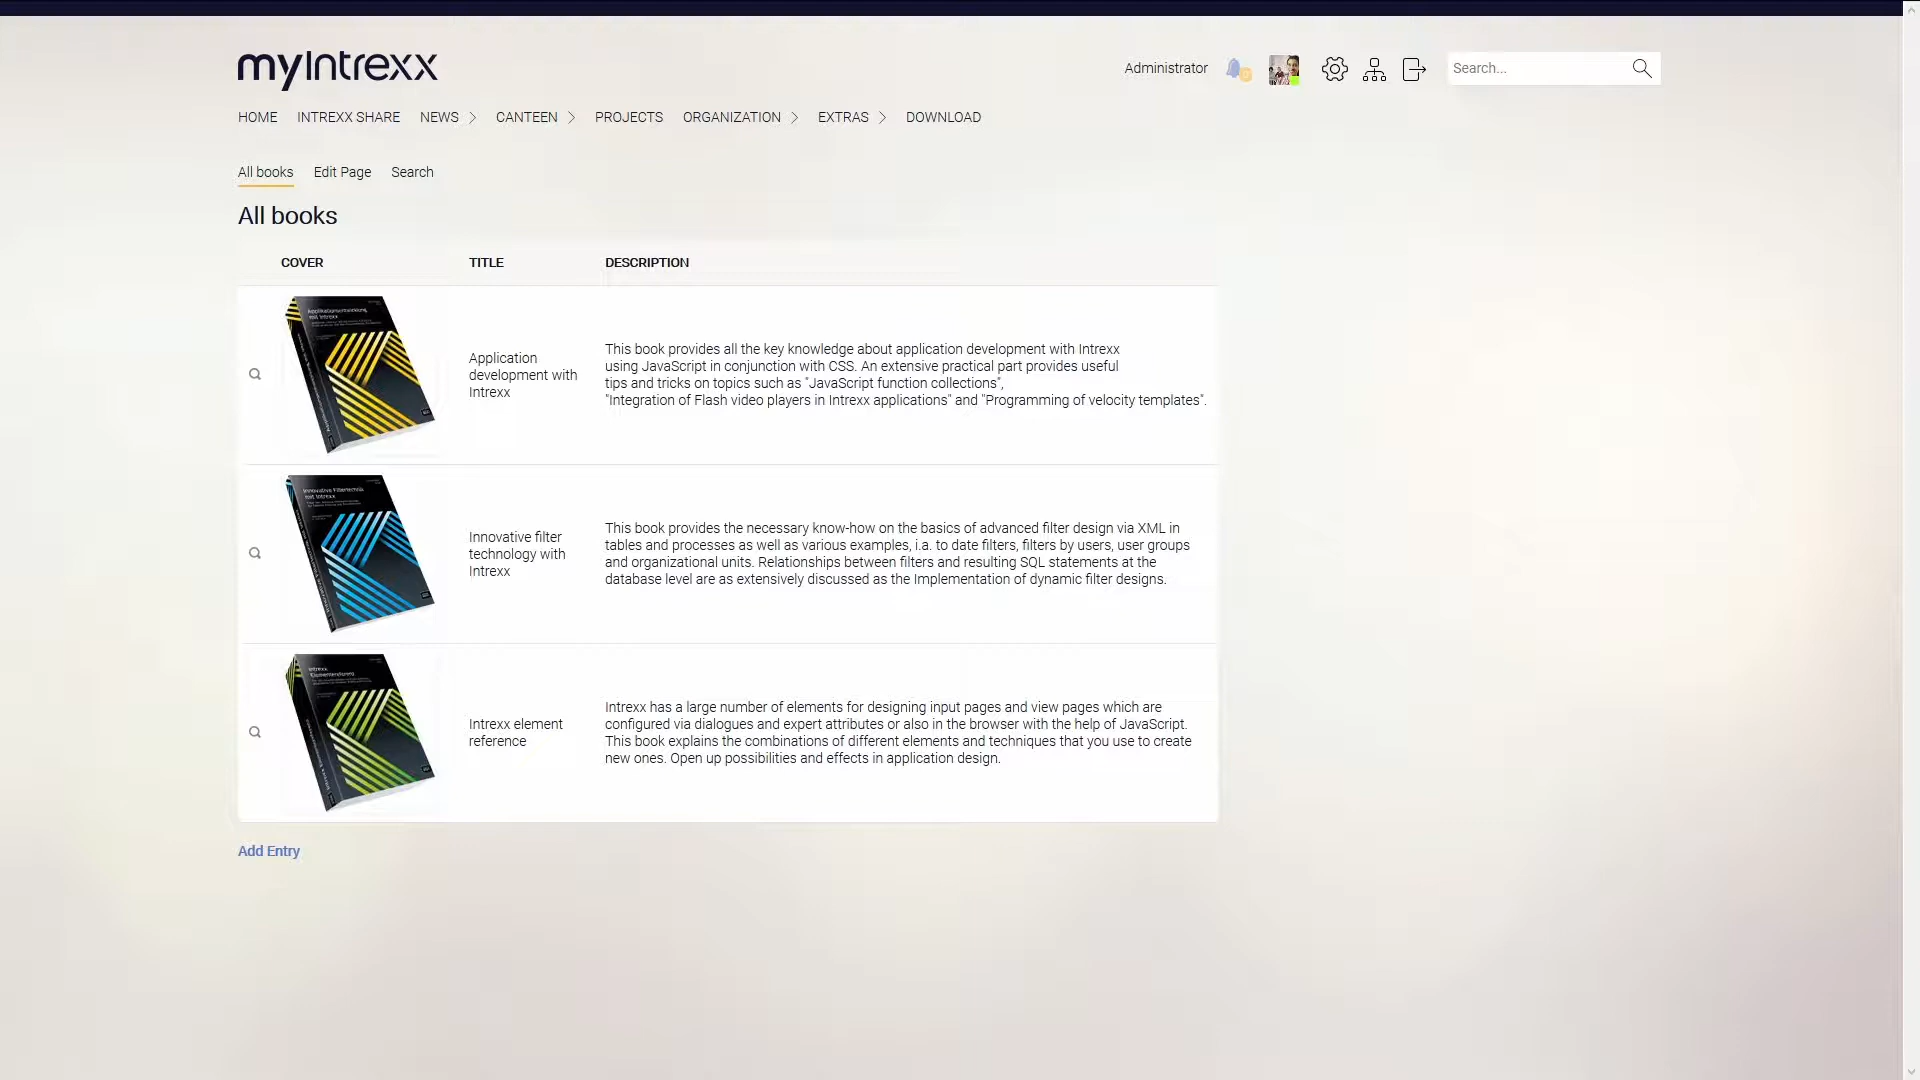 myIntrexx
Administrator
Search...
HOME INTREXX SHARE NEWS CANTEEN PROJECTS ORGANIZATION EXTRAS DOWNLOAD
All books Edit Page Search
All books
COVER TITLE DESCRIPTION
Applikationsentwicklung
mit Intrexx
Application
development with
Intrexx
This book provides all the key knowledge about application development with Intrexx
using JavaScript in conjunction with CSS. An extensive practical part provides useful
tips and tricks on topics such as "JavaScript function collections",
"Integration of Flash video players in Intrexx applications" and "Programming of velocity templates".
Innovative Filtertechnik
mit Intrexx
Innovative filter
technology with
Intrexx
This book provides the necessary know-how on the basics of advanced filter design via XML in
tables and processes as well as various examples, i.a. to date filters, filters by users, user groups
and organizational units. Relationships between filters and resulting SQL statements at the
database level are as extensively discussed as the Implementation of dynamic filter designs.
Intrexx
Elementereferenz
Intrexx element
reference
Intrexx has a large number of elements for designing input pages and view pages which are
configured via dialogues and expert attributes or also in the browser with the help of JavaScript.
This book explains the combinations of different elements and techniques that you use to create
new ones. Open up possibilities and effects in application design.
Add Entry